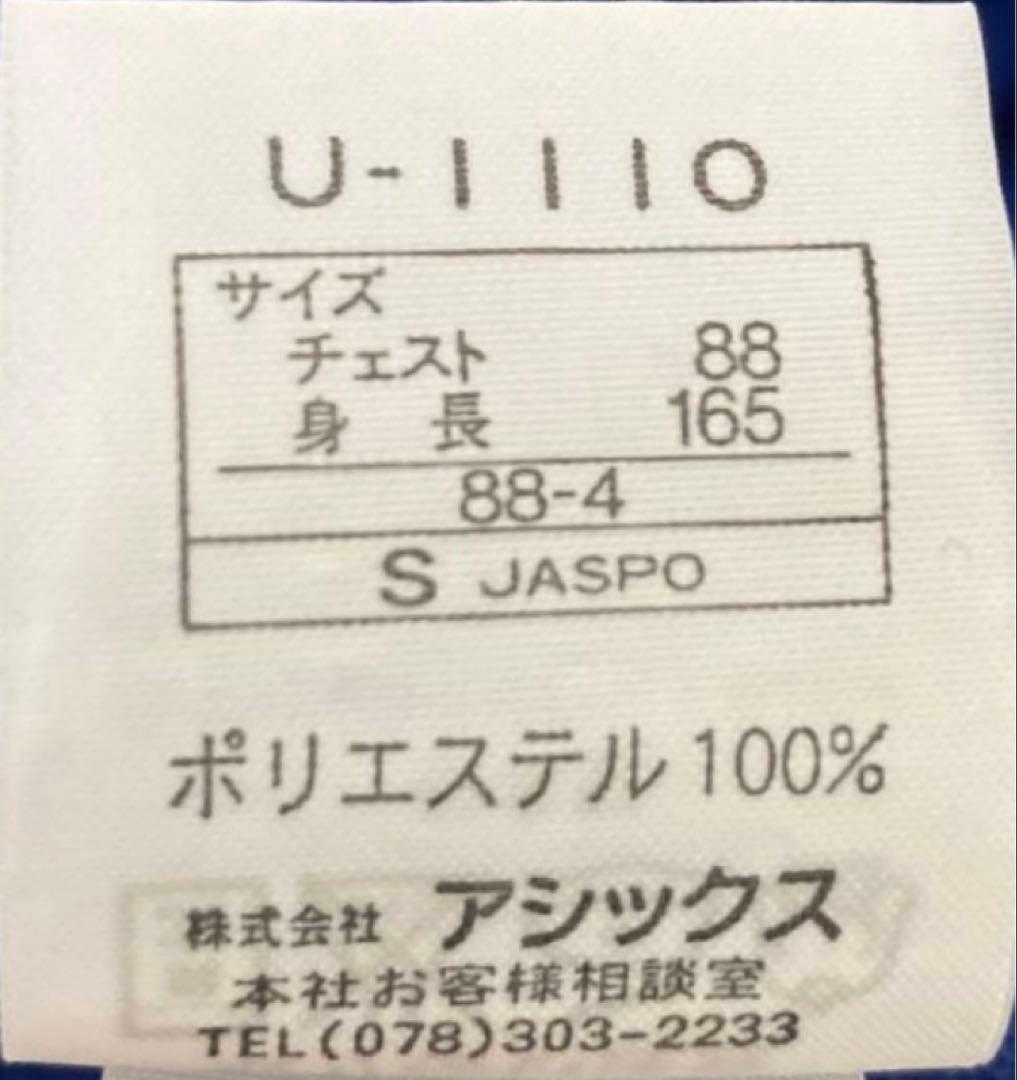 U-1110
サイズ
チェスト 88
身 長 165
88-4
S JASPO
ポリエステル100%
株式会社 アシックス
本社お客様相談室
TEL(078)303-2233